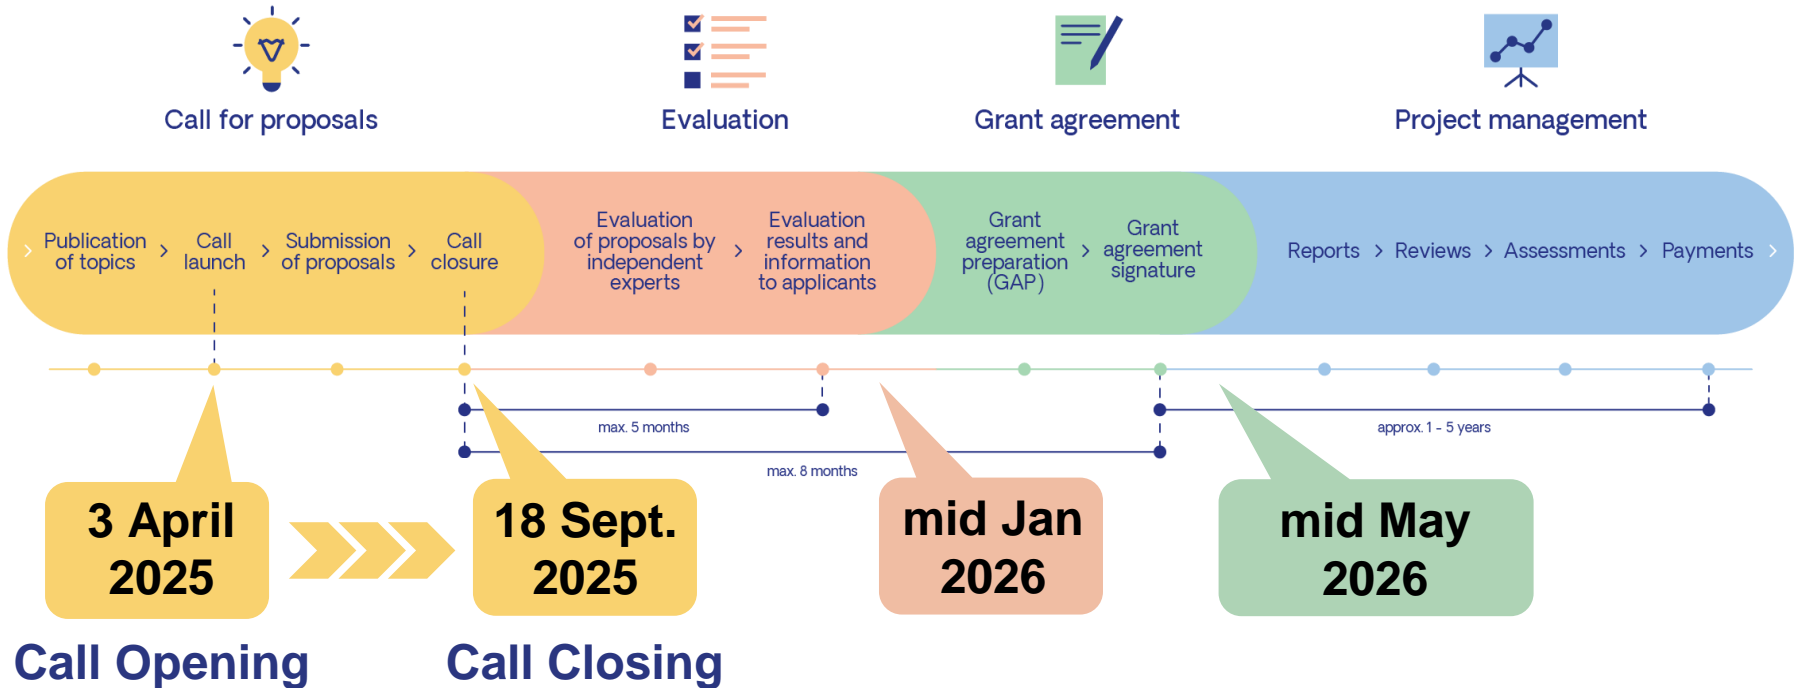 Call for proposals
Evaluation
Grant agreement
Project management
Publication
of topics
Call
launch
Submission
of proposals
Call
closure
Evaluation
of proposals by
independent
experts
Evaluation
results and
information
to applicants
Grant
agreement
preparation
(GAP)
Grant
agreement
signature
Reports
Reviews
Assessments
Payments
max. 5 months
approx. 1 - 5 years
max. 8 months
3 April
2025
18 Sept.
2025
mid Jan
2026
mid May
2026
Call Opening
Call Closing